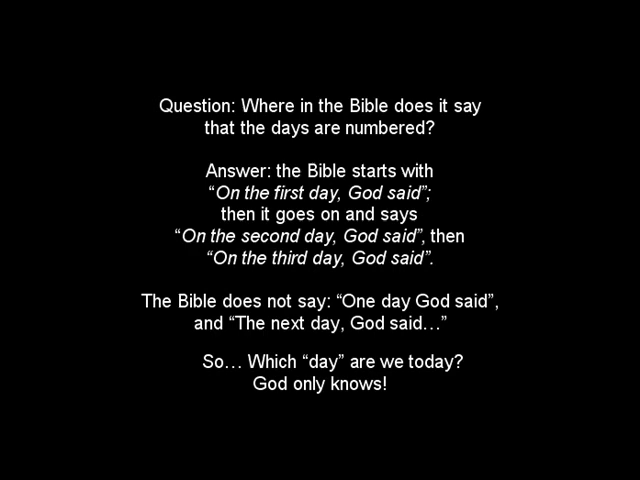 Question: Where in the Bible does it say
that the days are numbered?
Answer: the Bible starts with
“On the first day, God said”;
then it goes on and says
“On the second day, God said”, then
“On the third day, God said”.
The Bible does not say: “One day God said”,
and “The next day, God said…”
So… Which “day” are we today?
God only knows!